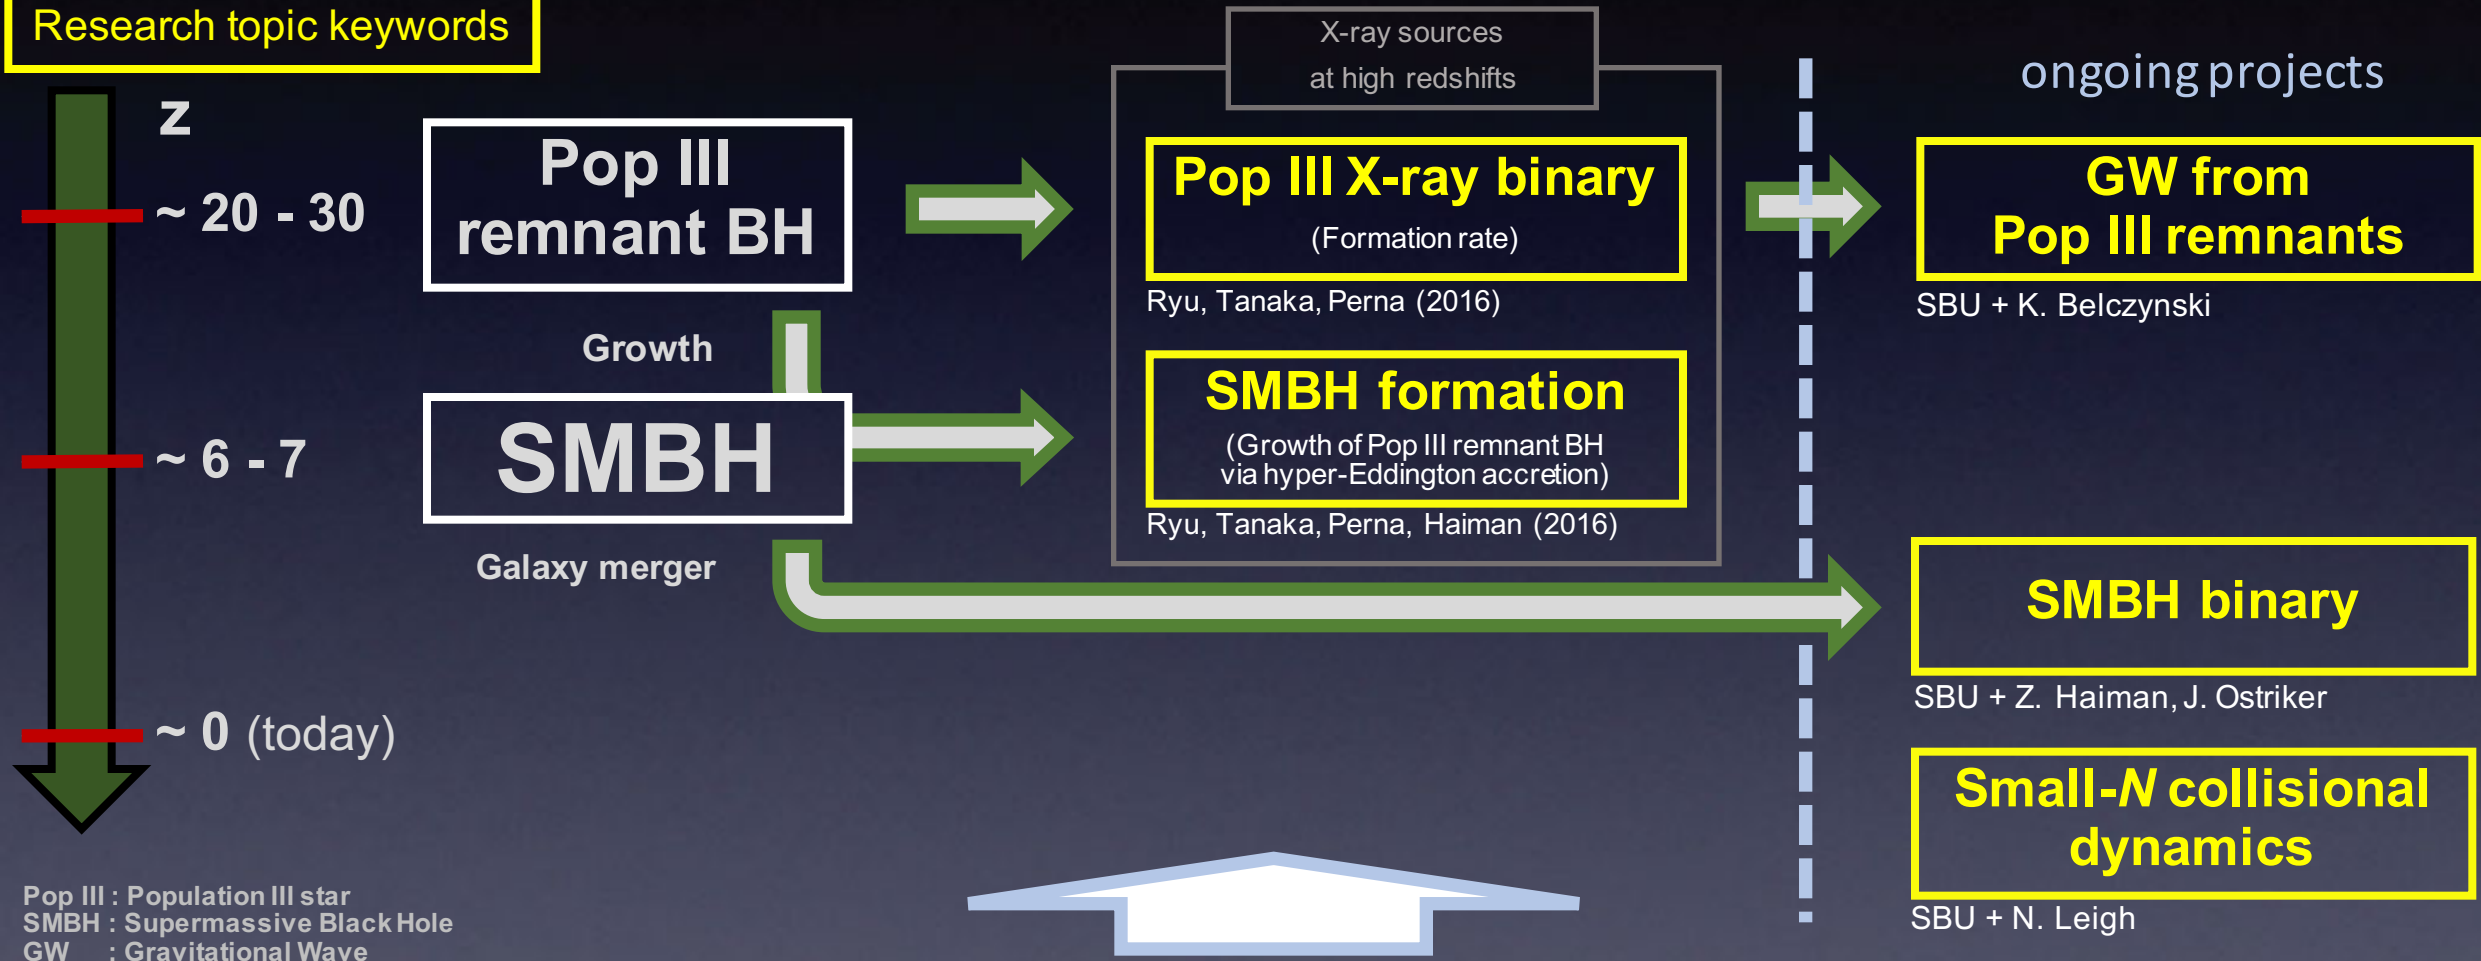 Research topic keywords
z
~ 20 - 30
~ 6 - 7
~ 0 (today)
Pop III
remnant BH
Growth
SMBH
Galaxy merger
X-ray sources
at high redshifts
Pop III X-ray binary
(Formation rate)
Ryu, Tanaka, Perna (2016)
SMBH formation
(Growth of Pop III remnant BH
via hyper-Eddington accretion)
Ryu, Tanaka, Perna, Haiman (2016)
ongoing projects
GW from
Pop III remnants
SBU + K. Belczynski
SMBH binary
SBU + Z. Haiman, J. Ostriker
Small-N collisional
dynamics
SBU + N. Leigh
Pop III : Population III star
SMBH : Supermassive Black Hole
GW : Gravitational Wave